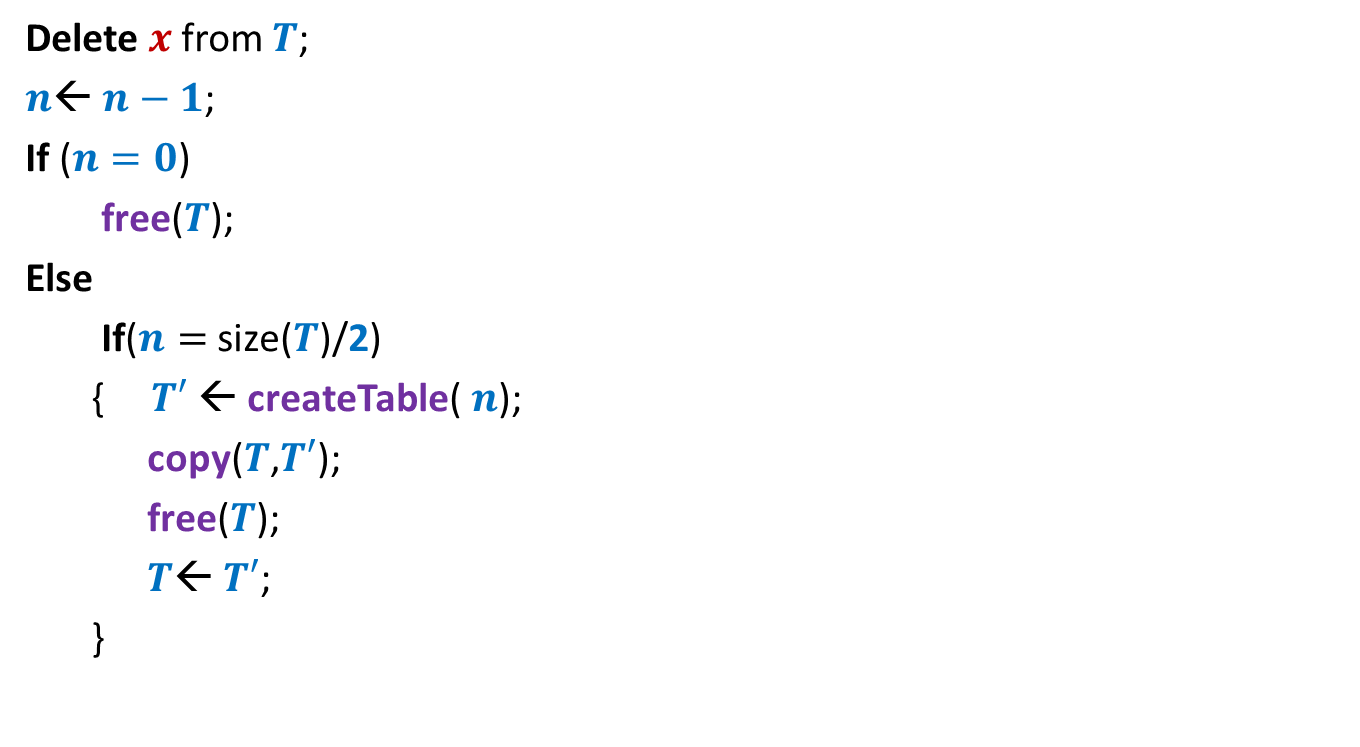 Delete x from T;
n← n − 1;
If (n = 0)
free(T);
Else
If(n = size(T)/2)
{ T′ ← createTable( n);
copy(T,T′);
free(T);
T← T′;
}